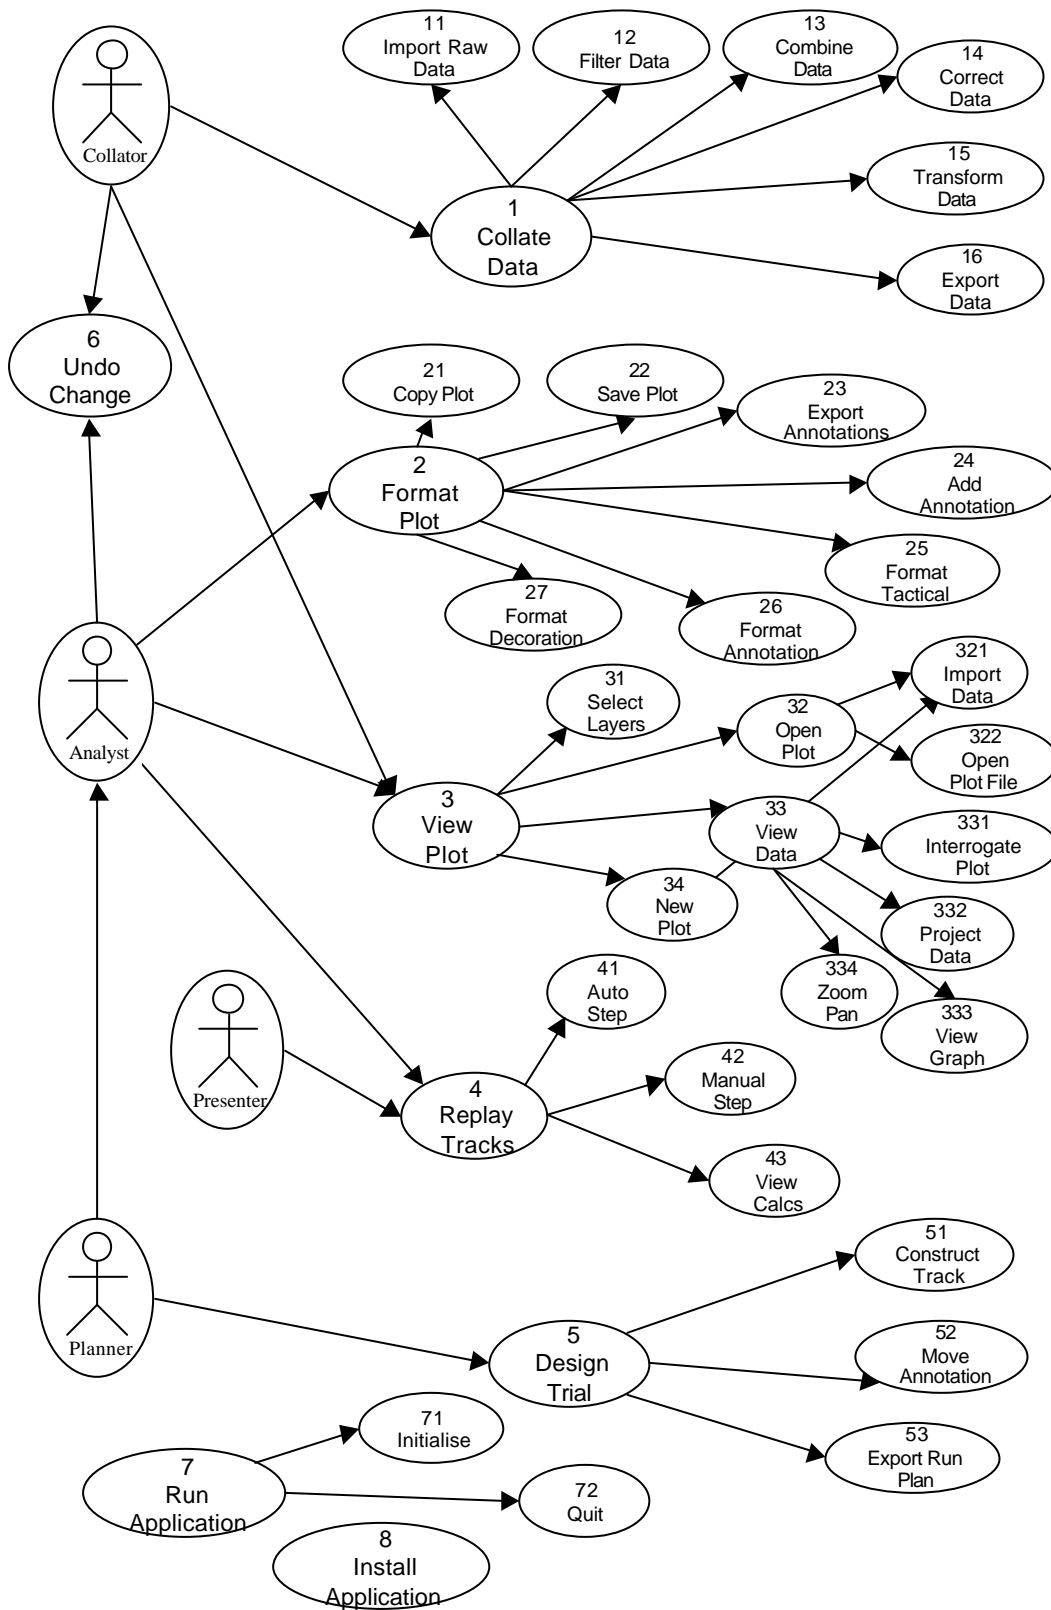 11
Import Raw
Data
12
Filter Data
13
Combine
Data
14
Correct
Data
Collator
15
Transform
Data
1
Collate
Data
16
Export
Data
6
Undo
Change
21
Copy Plot
22
Save Plot
23
Export
Annotations
2
Format
Plot
24
Add
Annotation
25
Format
Tactical
27
Format
Decoration
26
Format
Annotation
Analyst
31
Select
Layers
32
Open
Plot
321
Import
Data
322
Open
Plot File
3
View
Plot
33
View
Data
331
Interrogate
Plot
34
New
Plot
332
Project
Data
334
Zoom
Pan
333
View
Graph
41
Auto
Step
Presenter
4
Replay
Tracks
42
Manual
Step
43
View
Calcs
51
Construct
Track
Planner
5
Design
Trial
52
Move
Annotation
53
Export Run
Plan
71
Initialise
7
Run
Application
72
Quit
8
Install
Application